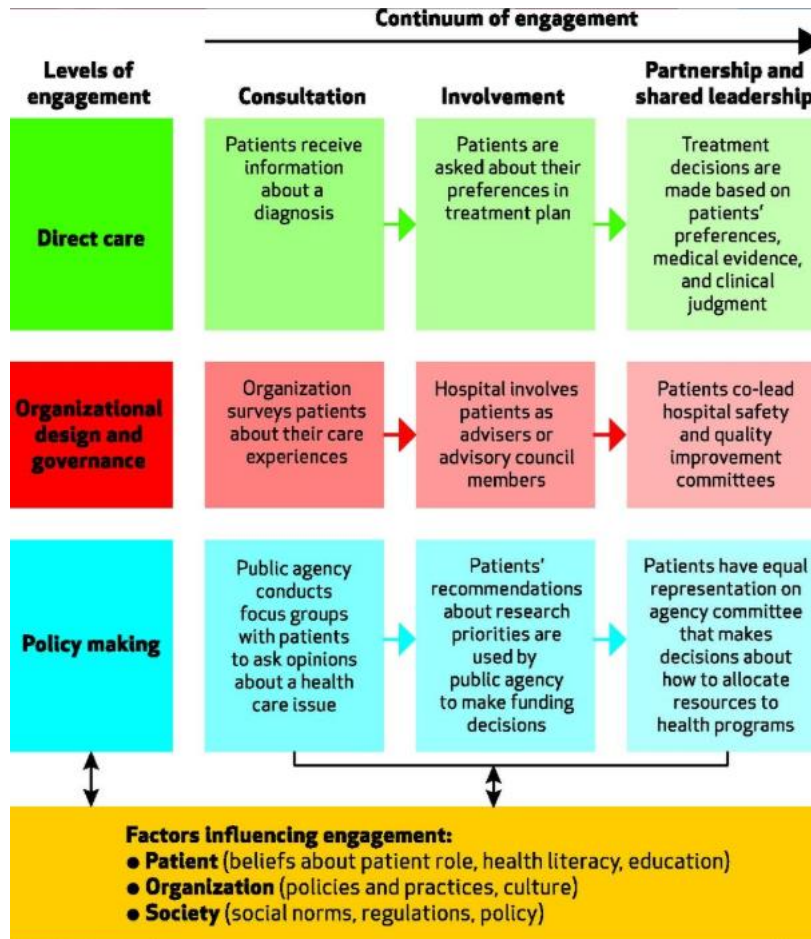 Continuum of engagement
Levels of
engagement
Consultation
Involvement
Partnership and
shared leadership
Direct care
Patients receive
information
about a
diagnosis
Patients are
asked about their
preferences in
treatment plan
Treatment
decisions are
made based on
patients'
preferences,
medical evidence,
and clinical
judgment
Organizational
design and
governance
Organization
surveys patients
about their care
experiences
Hospital involves
patients as
advisers or
advisory council
members
Patients co-lead
hospital safety
and quality
improvement
committees
Policy making
Public agency
conducts
focus groups
with patients
to ask opinions
about a health
care issue
Patients'
recommendations
about research
priorities are
used by
public agency
to make funding
decisions
Patients have equal
representation on
agency committee
that makes
decisions about
how to allocate
resources to
health programs
Factors influencing engagement:
● Patient (beliefs about patient role, health literacy, education)
● Organization (policies and practices, culture)
● Society (social norms, regulations, policy)